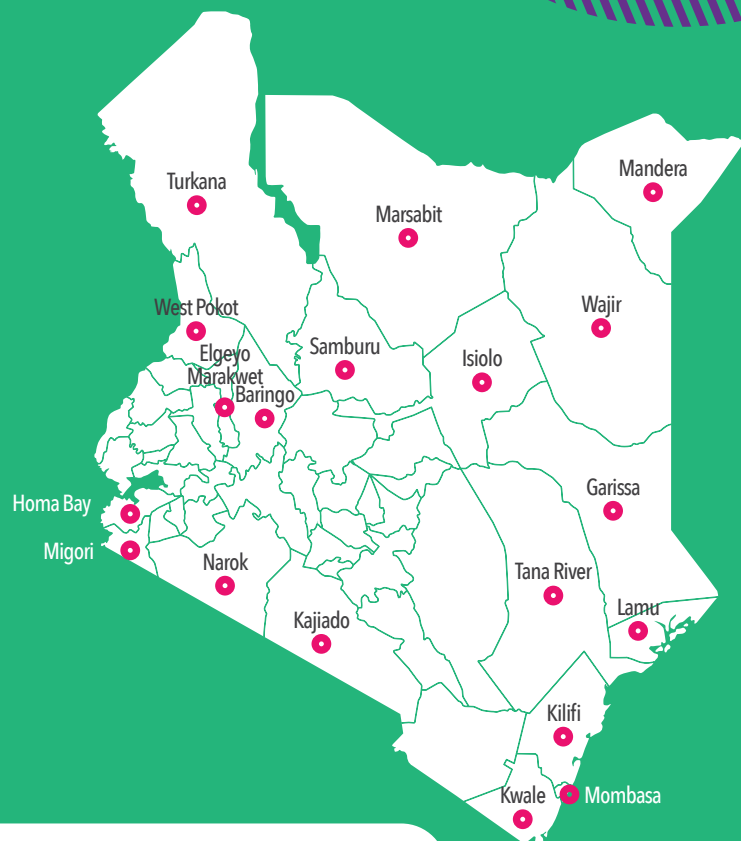 Turkana
Mandera
Marsabit
Wajir
West Pokot
Samburu
Elgeyo
Marakwet
Isiolo
Baringo
Garissa
Homa Bay
Migori
Narok
Tana River
Lamu
Kajiado
Kilifi
Kwale
Mombasa